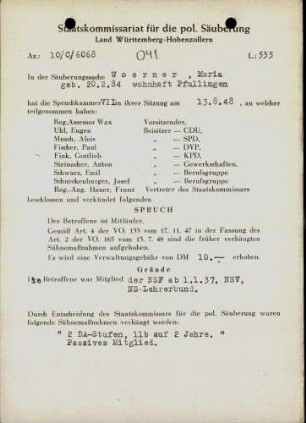 Staatskommissariat für die pol. Säuberung
Land Württemberg-Hohenzollern
Az.: 10/C/6068 041 L: 535
In der Säuberungssache Woerner, Maria
geb. 20.2.84 wohnhaft Pfullingen
hat die Spruchkammer VII in ihrer Sitzung am 13.8.48, an welcher
teilgenommen haben:
Reg.Assessor Wax Vorsitzender,
Uhl, Eugen Beisitzer — CDU,
Musch, Alois „ — SPD,
Fischer, Paul „ — DVP,
Fink, Gottlieb „ — KPD,
Steinacher, Anton „ — Gewerkschaften,
Schwarz, Emil „ — Berufsgruppe
Schneckenburger, Josef „ — Berufsgruppe
Reg.-Ang. Hauer, Franz Vertreter des Staatskommissars
beschlossen und verkündet folgenden
SPRUCH
Der Betroffene ist Mitläufer.
Gemäß Art. 4 der VO. 133 vom 17. 11. 47 in der Fassung des
Art. 2 der VO. 165 vom 13. 7. 48 sind die früher verhängten
Sühnemaßnahmen aufgehoben.
Es wird eine Verwaltungsgebühr von DM 10.— erhoben.
Gründe
Betroffene war Mitglied der NSF ab 1.1.37, NSV,
NS-Lehrerbund.
Durch Entscheidung des Staatskommissars für die pol. Säuberung waren
folgende Sühnemaßnahmen verhängt worden:
" 2 DA-Stufen, 11b auf 2 Jahre. "
Passives Mitglied.